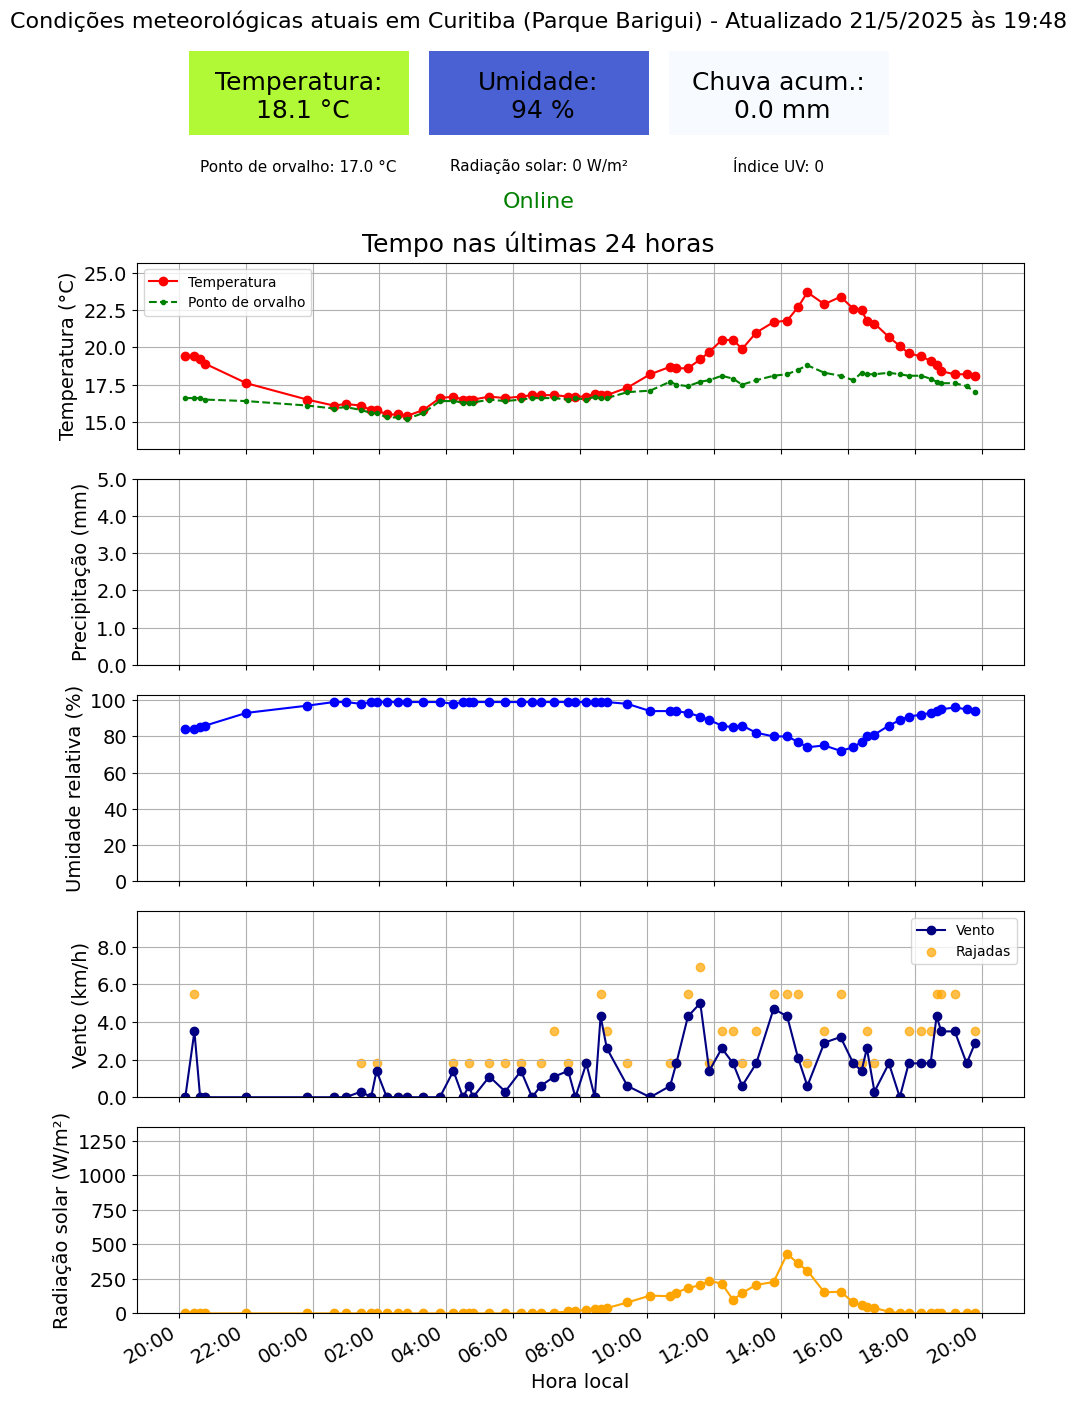 Condições meteorológicas atuais em Curitiba (Parque Barigui) - Atualizado 21/5/2025 às 19:48
Temperatura:
18.1 °C
Umidade:
94 %
Chuva acum.:
0.0 mm
Ponto de orvalho: 17.0 °C
Radiação solar: 0 W/m²
Índice UV: 0
Online
Tempo nas últimas 24 horas
Temperatura (°C)
25.0
22.5
20.0
17.5
15.0
Temperatura
Ponto de orvalho
Precipitação (mm)
5.0
4.0
3.0
2.0
1.0
0.0
Umidade relativa (%)
100
80
60
40
20
0
Vento (km/h)
8.0
6.0
4.0
2.0
0.0
Vento
Rajadas
Radiação solar (W/m²)
1250
1000
750
500
250
0
20:00
22:00
00:00
02:00
04:00
06:00
08:00
10:00
12:00
14:00
16:00
18:00
20:00
Hora local